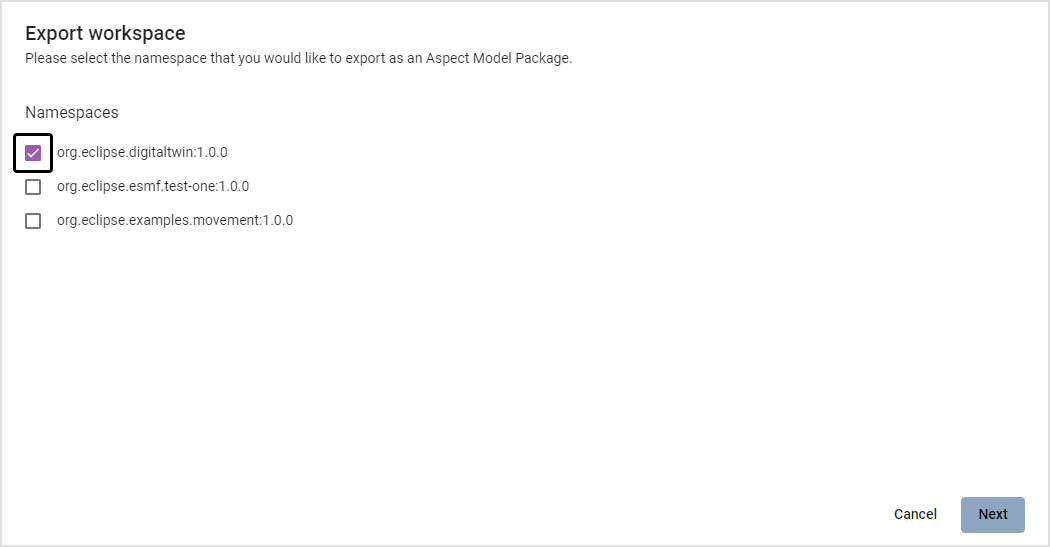 Export workspace
Please select the namespace that you would like to export as an Aspect Model Package.
Namespaces
org.eclipse.digitaltwin:1.0.0
org.eclipse.esmf.test-one:1.0.0
org.eclipse.examples.movement:1.0.0
Cancel Next